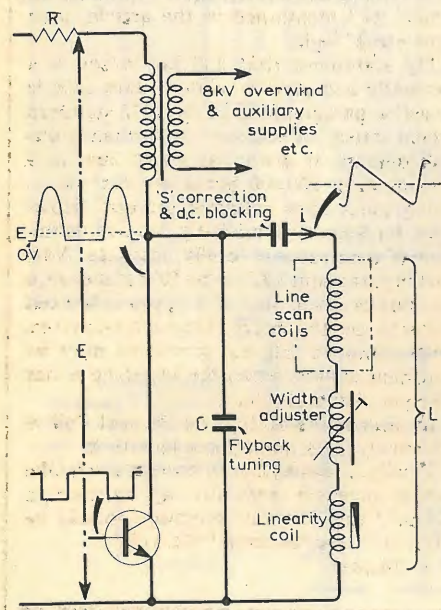 R
8kV overwind
& auxiliary
supplies
etc.
'S' correction
& d.c. blocking
i
E
0V
Line
scan
coils
E
L
Width
adjuster
C
Flyback
tuning
Linearity
coil